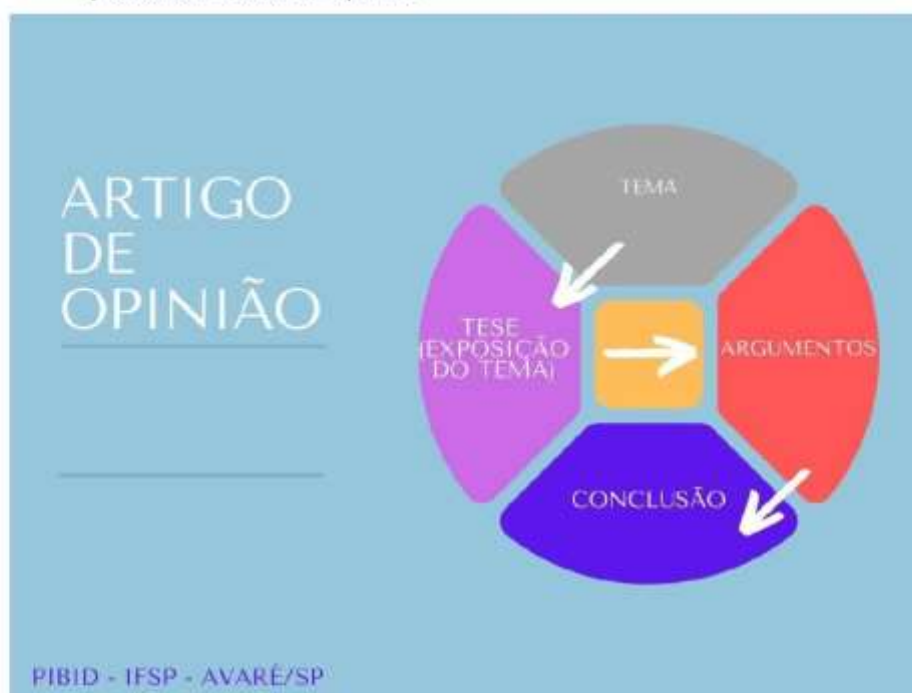 ARTIGO
DE
OPINIÃO
TEMA
TESE
(EXPOSIÇÃO
DO TEMA)
ARGUMENTOS
CONCLUSÃO
PIBID - IFSP - AVARÉ/SP